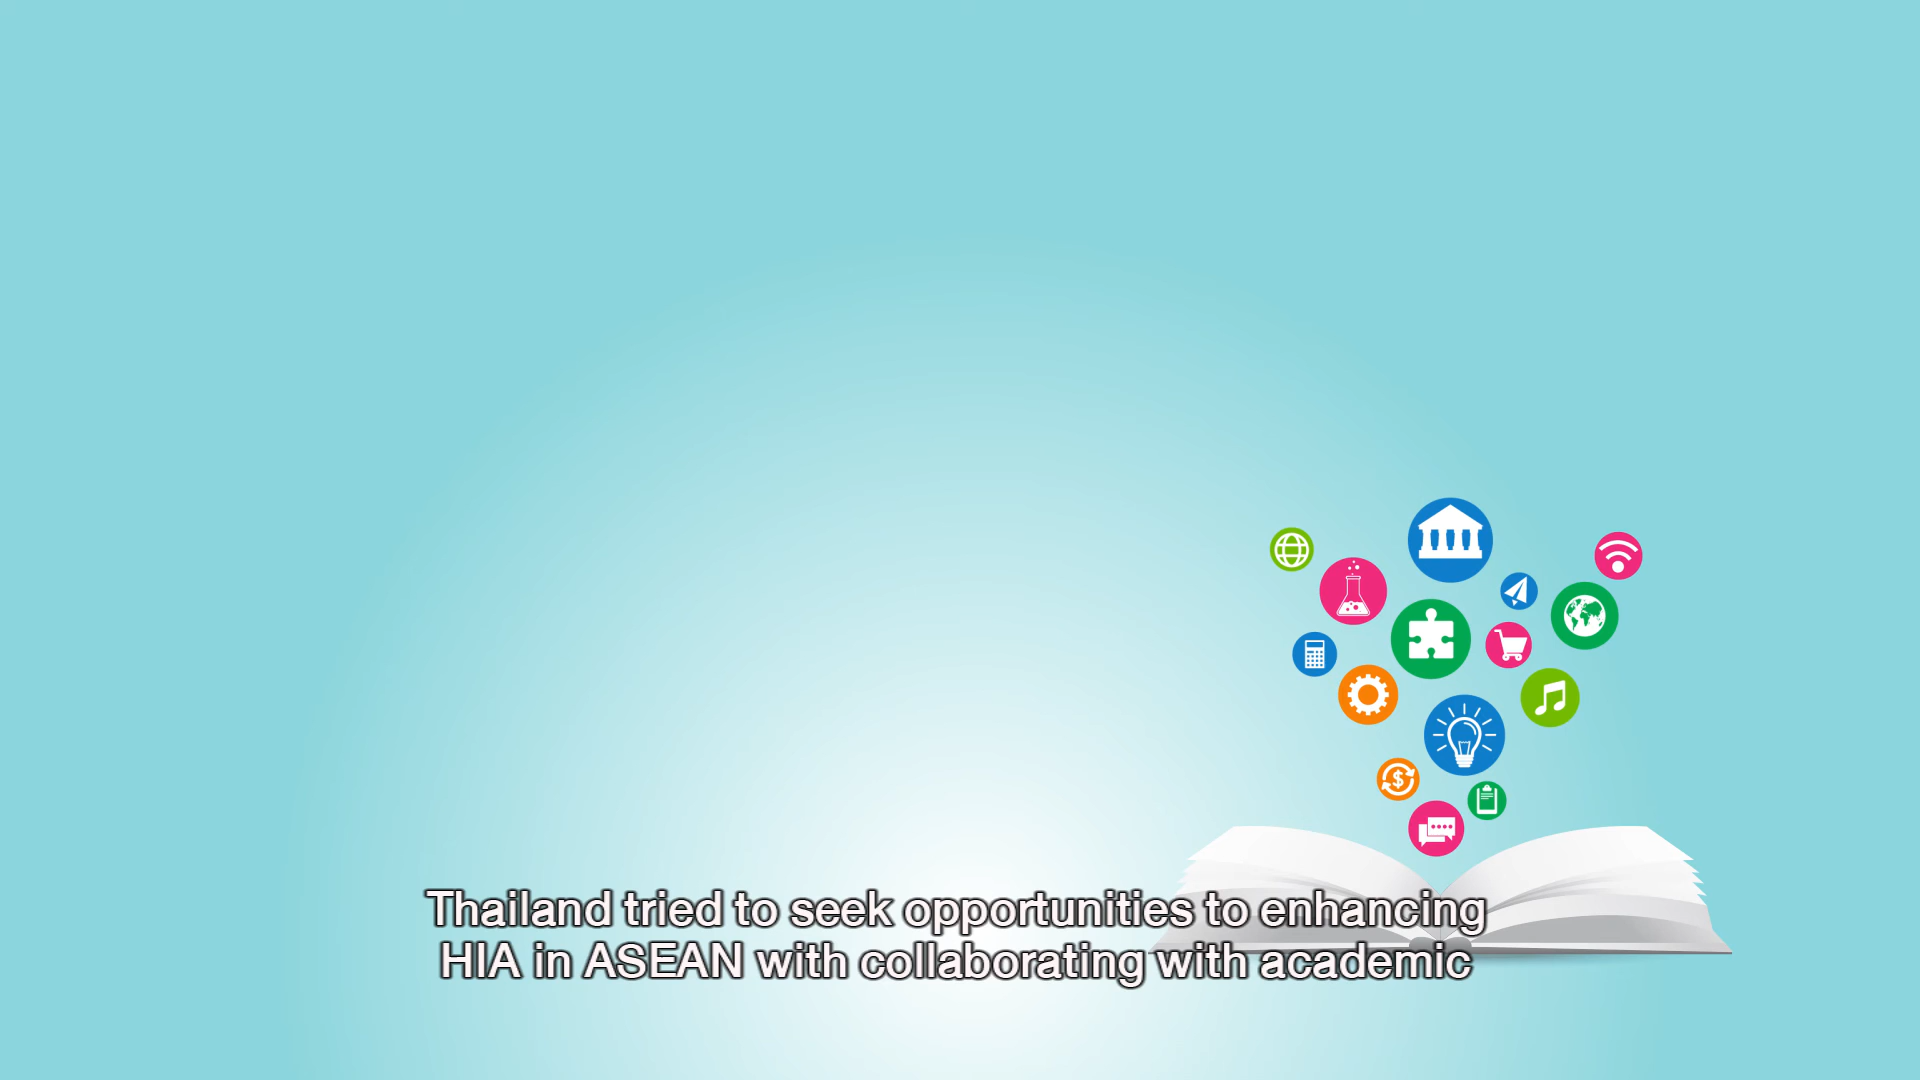 Thailand tried to seek opportunities to enhancing
HIA in ASEAN with collaborating with academic